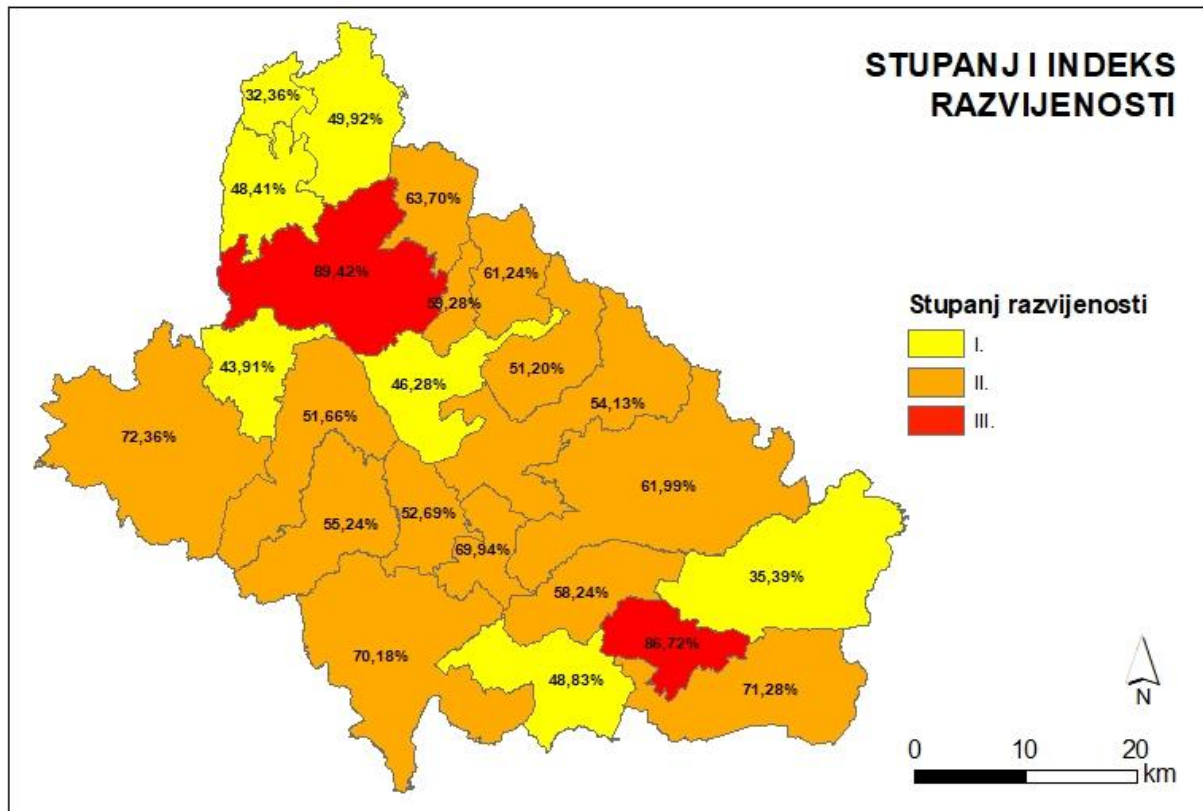 STUPANJ I INDEKS
RAZVIJENOSTI
32,36%
49,92%
48,41%
63,70%
89,42%
61,24%
59,28%
43,91%
46,28%
51,20%
54,13%
51,66%
72,36%
61,99%
52,69%
55,24%
69,94%
35,39%
58,24%
86,72%
70,18%
48,83%
71,28%
Stupanj razvijenosti
I.
II.
III.
N
0 10 20
km